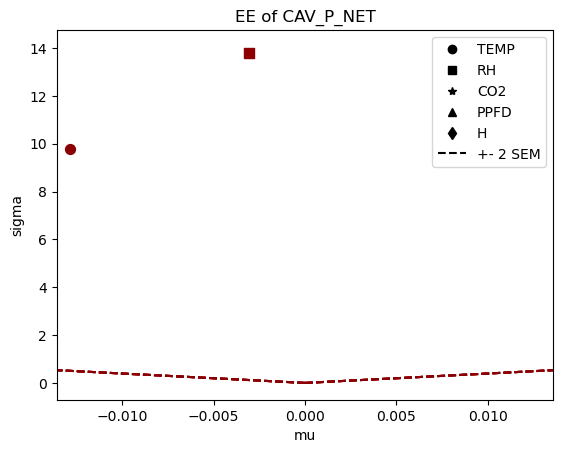 EE of CAV_P_NET
14
12
10
8
6
4
2
0
sigma
TEMP
RH
CO2
PPFD
H
+- 2 SEM
−0.010
−0.005
0.000
0.005
0.010
mu